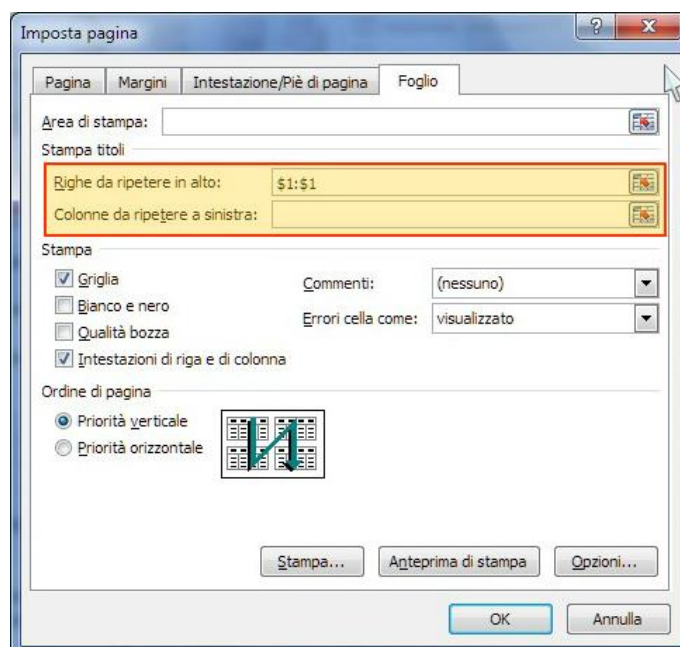 Imposta pagina
Pagina Margini Intestazione/Piè di pagina Foglio
Area di stampa:
Stampa titoli
Righe da ripetere in alto: $1:$1
Colonne da ripetere a sinistra:
Stampa
Griglia Commenti: (nessuno)
Bianco e nero
Errori cella come: visualizzato
Qualità bozza
Intestazioni di riga e di colonna
Ordine di pagina
Priorità verticale
Priorità orizzontale
Stampa... Anteprima di stampa Opzioni...
OK Annulla